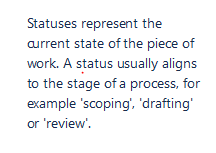 Statuses represent the
current state of the piece of
work. A status usually aligns
to the stage of a process, for
example 'scoping', 'drafting'
or 'review'.